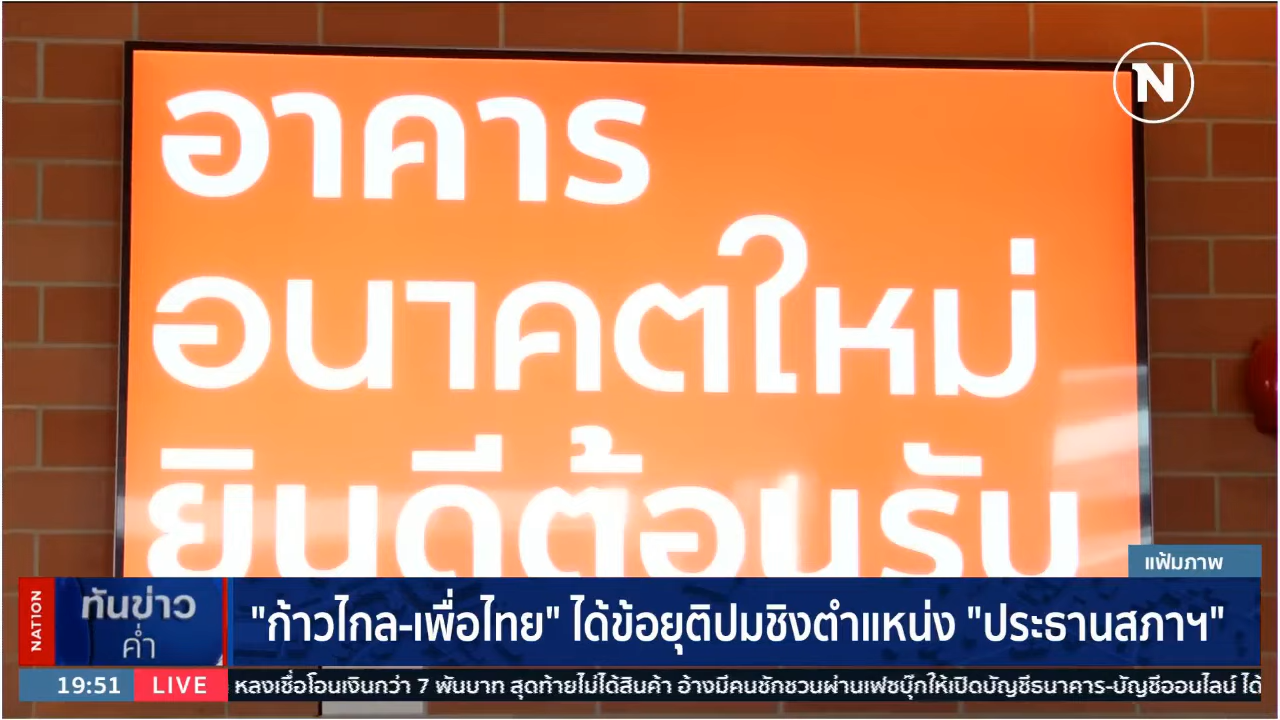 N
อาคาร
อนาคตใหม่
ยินดีต้อนรับ
แฟ้มภาพ
NATION
ทันข่าว
ค่ำ
"ก้าวไกล-เพื่อไทย" ได้ข้อยุติปมชิงตำแหน่ง "ประธานสภาฯ"
19:51 LIVE หลงเชื่อโอนเงินกว่า 7 พันบาท สุดท้ายไม่ได้สินค้า อ้างมีคนชักชวนผ่านเฟซบุ๊กให้เปิดบัญชีธนาคาร-บัญชีออนไลน์ ได้